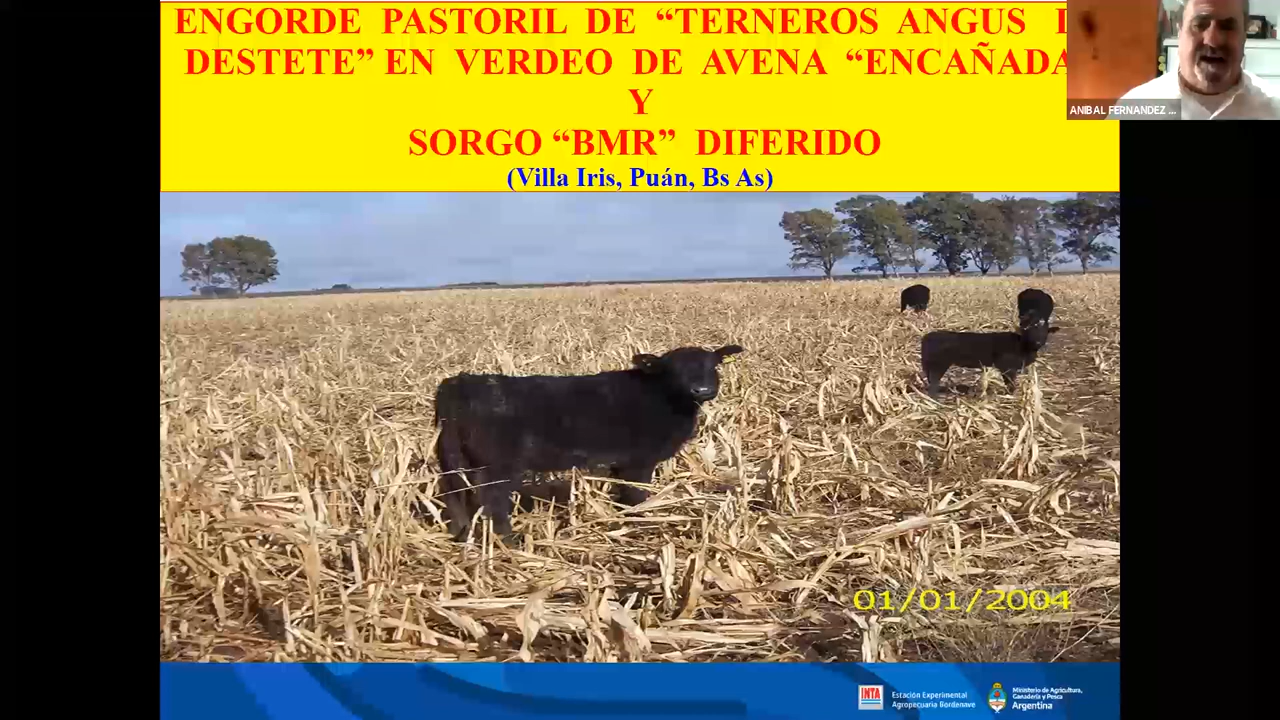 ENGORDE PASTORIL DE “TERNEROS ANGUS
DESTETE” EN VERDEO DE AVENA “ENCAÑADA
Y
SORGO “BMR” DIFERIDO
(Villa Iris, Puán, Bs As)
ANIBAL FERNANDEZ ...
01/01/2004
INTA
Estación Experimental
Agropecuaria Bordenave
Ministerio de Agricultura,
Ganadería y Pesca
Argentina